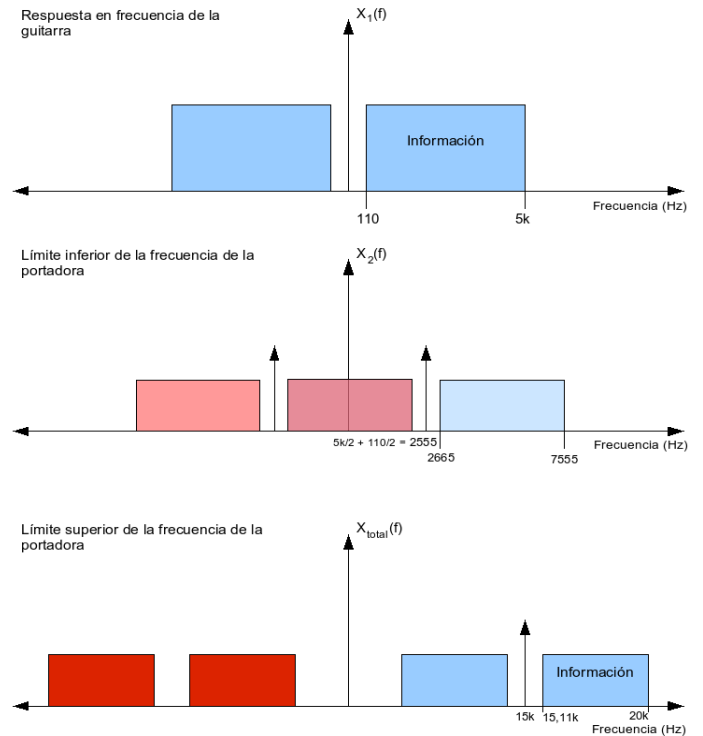 Respuesta en frecuencia de la
guitarra
X1(f)
Información
110
5k
Frecuencia (Hz)
Límite inferior de la frecuencia de la
portadora
X2(f)
5k/2 + 110/2 = 2555
2665
7555
Frecuencia (Hz)
Límite superior de la frecuencia de la
portadora
Xtotal(f)
Información
15k
15,11k
20k
Frecuencia (Hz)